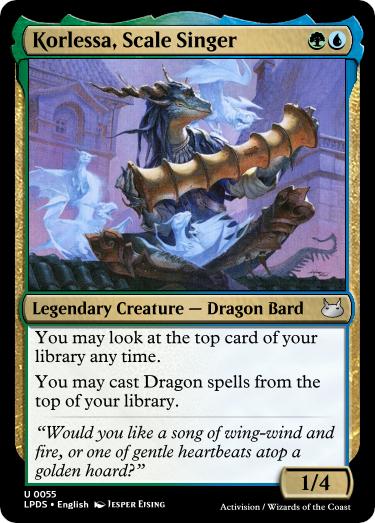 Korlessa, Scale Singer
Legendary Creature — Dragon Bard
You may look at the top card of your
library any time.
You may cast Dragon spells from the
top of your library.
“Would you like a song of wing-wind and
fire, or one of gentle heartbeats atop a
golden hoard?”
1/4
U 0055
LPDS • English Jesper Eising
Activision / Wizards of the Coast